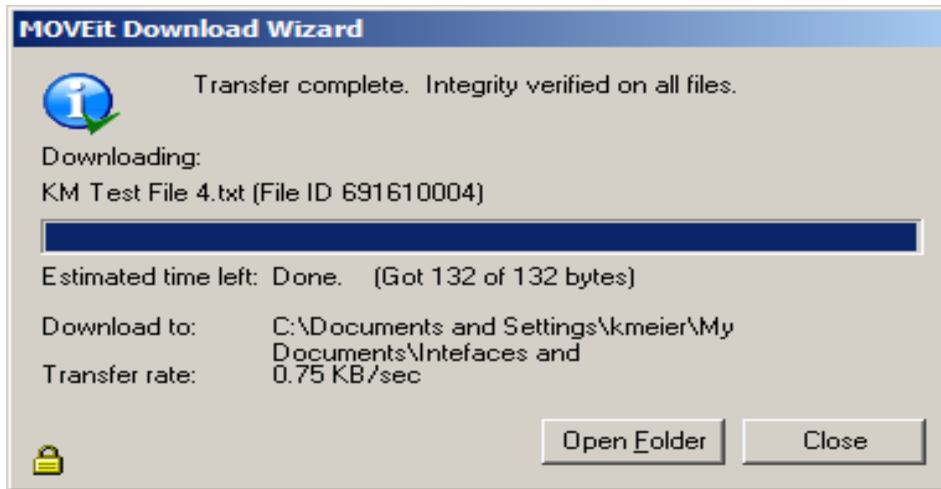 MOVEit Download Wizard
Transfer complete. Integrity verified on all files.
Downloading:
KM Test File 4.txt (File ID 691610004)
Estimated time left: Done. (Got 132 of 132 bytes)
Download to: C:\Documents and Settings\kmeier\My
Documents\Intefaces and
Transfer rate: 0.75 KB/sec
Open Folder Close